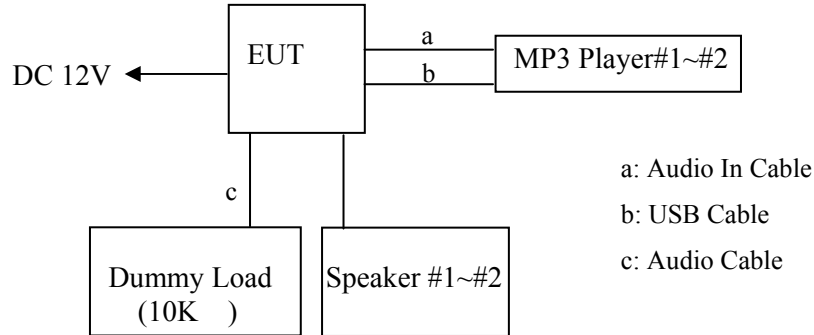 EUT
a
MP3 Player#1~#2
DC 12V
b
a: Audio In Cable
c
b: USB Cable
c: Audio Cable
Dummy Load
(10K )
Speaker #1~#2